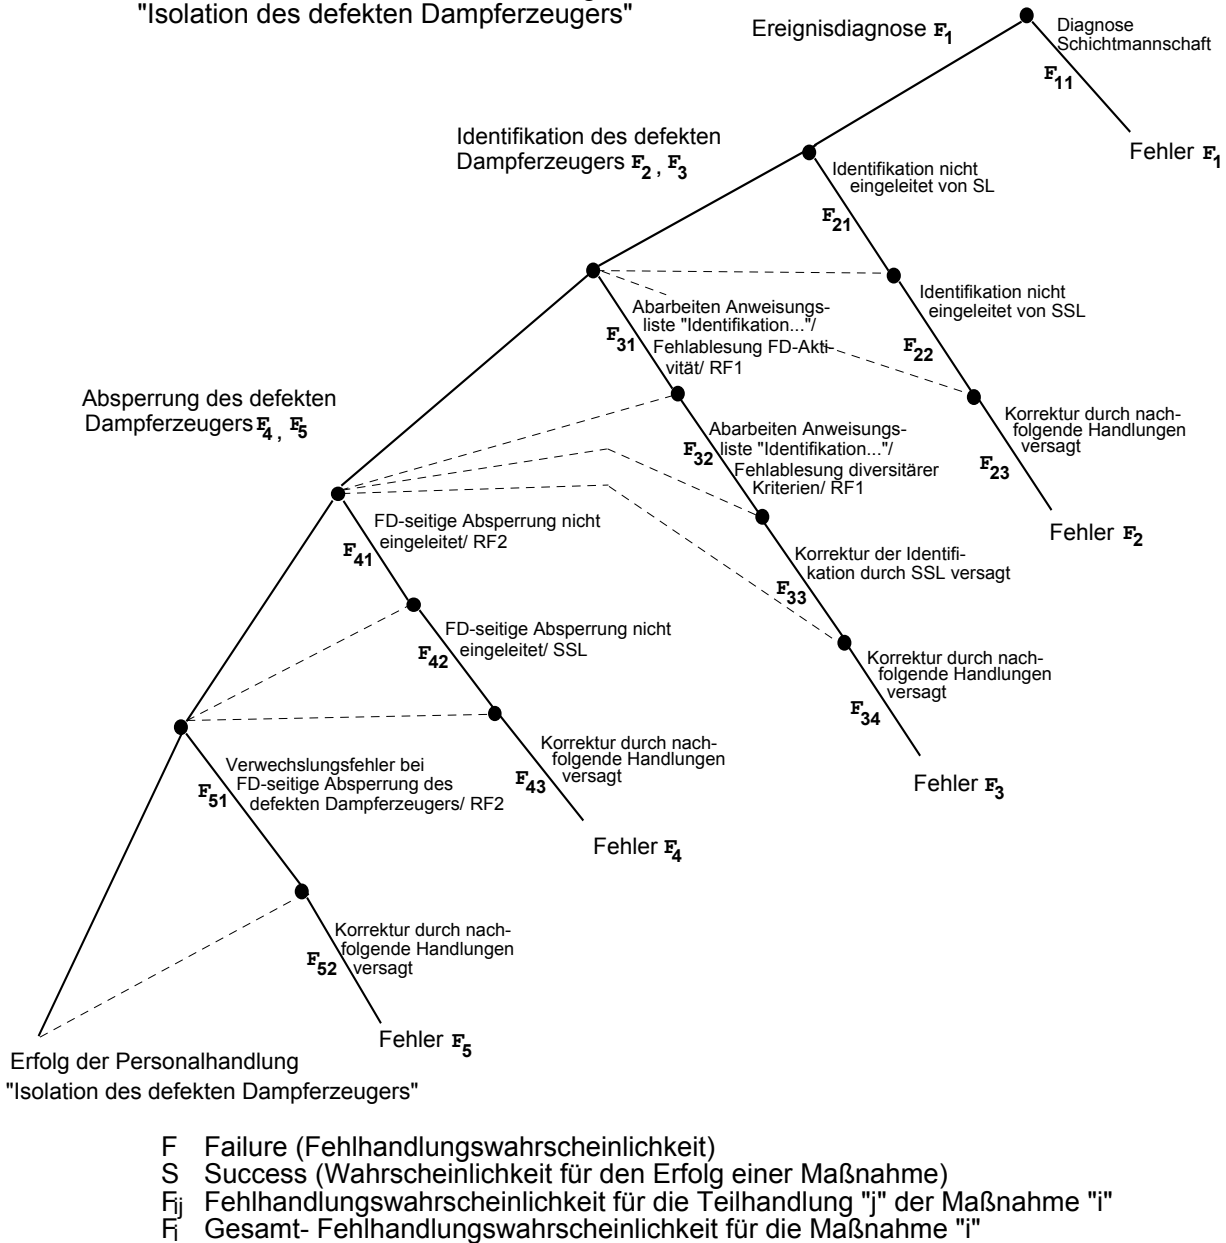 "Isolation des defekten Dampferzeugers"
Ereignisdiagnose F1
Diagnose
Schichtmannschaft
F11
Fehler F1
Identifikation des defekten
Dampferzeugers F2, F3
Identifikation nicht
eingeleitet von SL
F21
Identifikation nicht
eingeleitet von SSL
F22
Korrektur durch nach-
folgende Handlungen
versagt
F23
Fehler F2
Abarbeiten Anweisungs-
liste "Identifikation..."/
Fehlablesung FD-Akti-
vität/ RF1
F31
Abarbeiten Anweisungs-
liste "Identifikation..."/
Fehlablesung diversitärer
Kriterien/ RF1
F32
Korrektur der Identifi-
kation durch SSL versagt
F33
Korrektur durch nach-
folgende Handlungen
versagt
F34
Fehler F3
Absperrung des defekten
Dampferzeugers F4, F5
FD-seitige Absperrung nicht
eingeleitet/ RF2
F41
FD-seitige Absperrung nicht
eingeleitet/ SSL
F42
Korrektur durch nach-
folgende Handlungen
versagt
F43
Fehler F4
Verwechslungsfehler bei
FD-seitige Absperrung des
defekten Dampferzeugers/ RF2
F51
Korrektur durch nach-
folgende Handlungen
versagt
F52
Fehler F5
Erfolg der Personalhandlung
"Isolation des defekten Dampferzeugers"
F Failure (Fehlhandlungswahrscheinlichkeit)
S Success (Wahrscheinlichkeit für den Erfolg einer Maßnahme)
Fij Fehlhandlungswahrscheinlichkeit für die Teilhandlung "j" der Maßnahme "i"
Fi Gesamt- Fehlhandlungswahrscheinlichkeit für die Maßnahme "i"